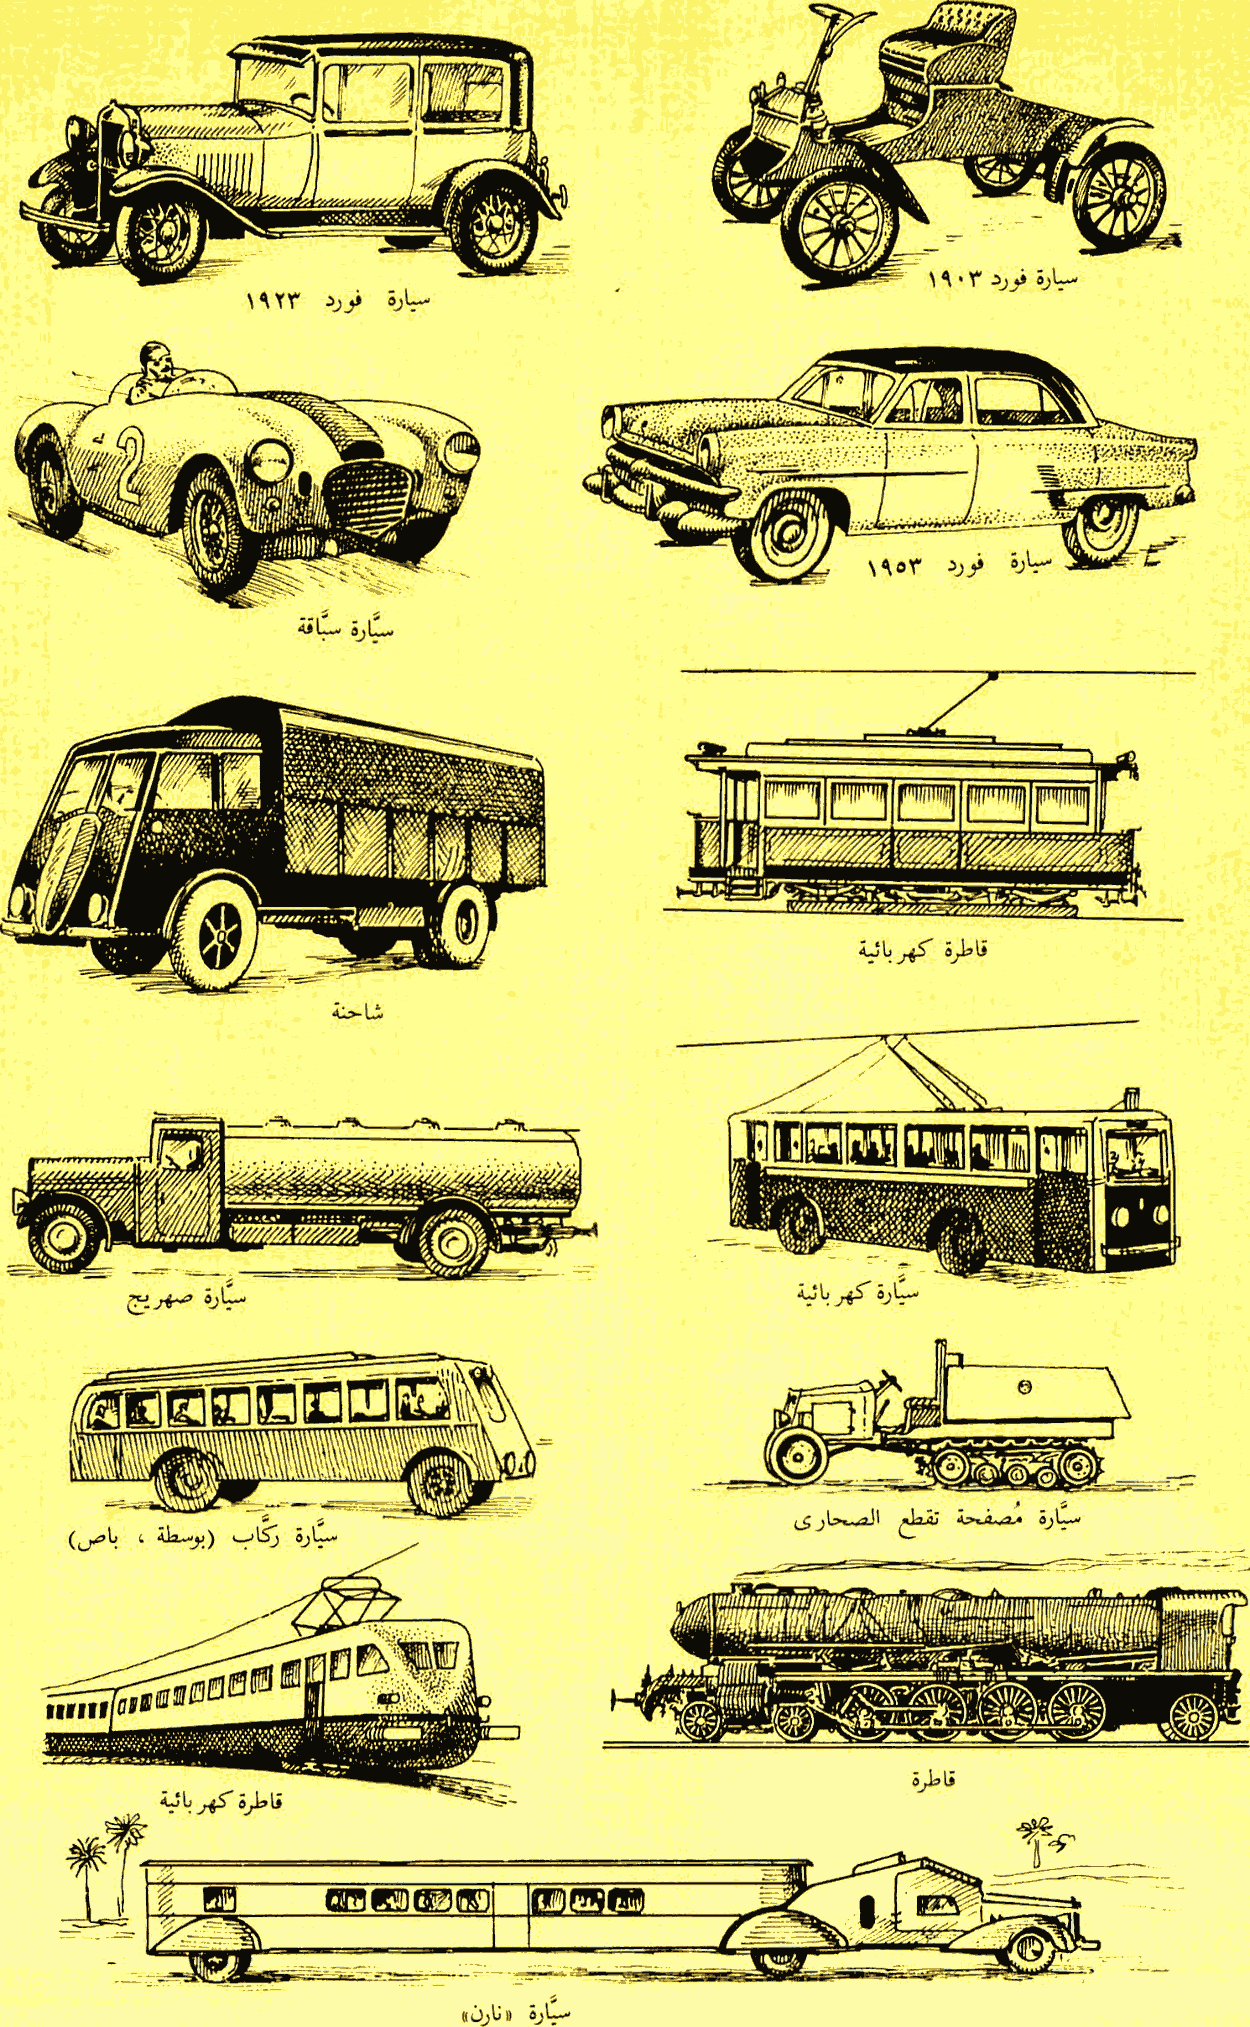 سيارة فورد ١٩٠٣
سيارة فورد ١٩٢٣
سيارة فورد ١٩٥٣
2
سيَّارة سبَّاقة
قاطرة كهربائية
شاحنة
سيَّارة كهربائية
سيَّارة صهريج
سيَّارة مُصفحة تقطع الصحارى
سيَّارة ركَّاب (بوسطة ، باص)
قاطرة
قاطرة كهربائية
سيَّارة «نارن»